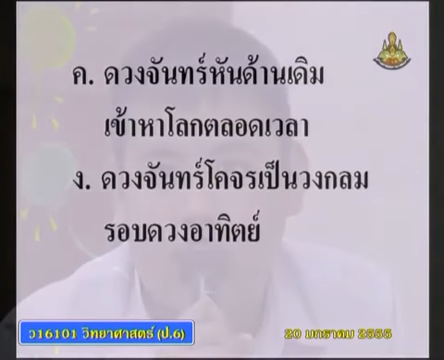 ค. ดวงจันทร์หันด้านเดิม
เข้าหาโลกตลอดเวลา
ง. ดวงจันทร์โคจรเป็นวงกลม
รอบดวงอาทิตย์
ว16101 วิทยาศาสตร์ (ป.6)
20 มกราคม 2555